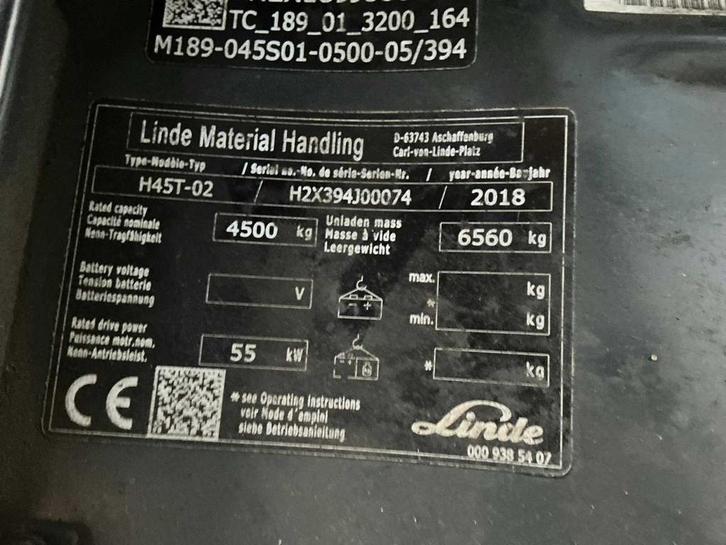 TC_189_01_3200_164
M189-045S01-0500-05/394
Linde Material Handling
D-63743 Aschaffenburg
Carl-von-Linde-Platz
Type-Modèle-Typ / Serial no.-No. de série-Serien-Nr. / year-année-Baujahr
H45T-02 / H2X394J00074 / 2018
Rated capacity
Capacité nominale
Nenn-Tragfähigkeit
4500 kg
Unladen mass
Masse à vide
Leergewicht
6560 kg
Battery voltage
Tension batterie
Batteriespannung
V
max. kg
*
min. kg
Rated drive power
Puissance motr.nom.
Nenn-Antriebsleist.
55 kW
* kg
CE
* see Operating Instructions
voir Mode d'emploi
siehe Betriebsanleitung
Linde
000 938 54 07